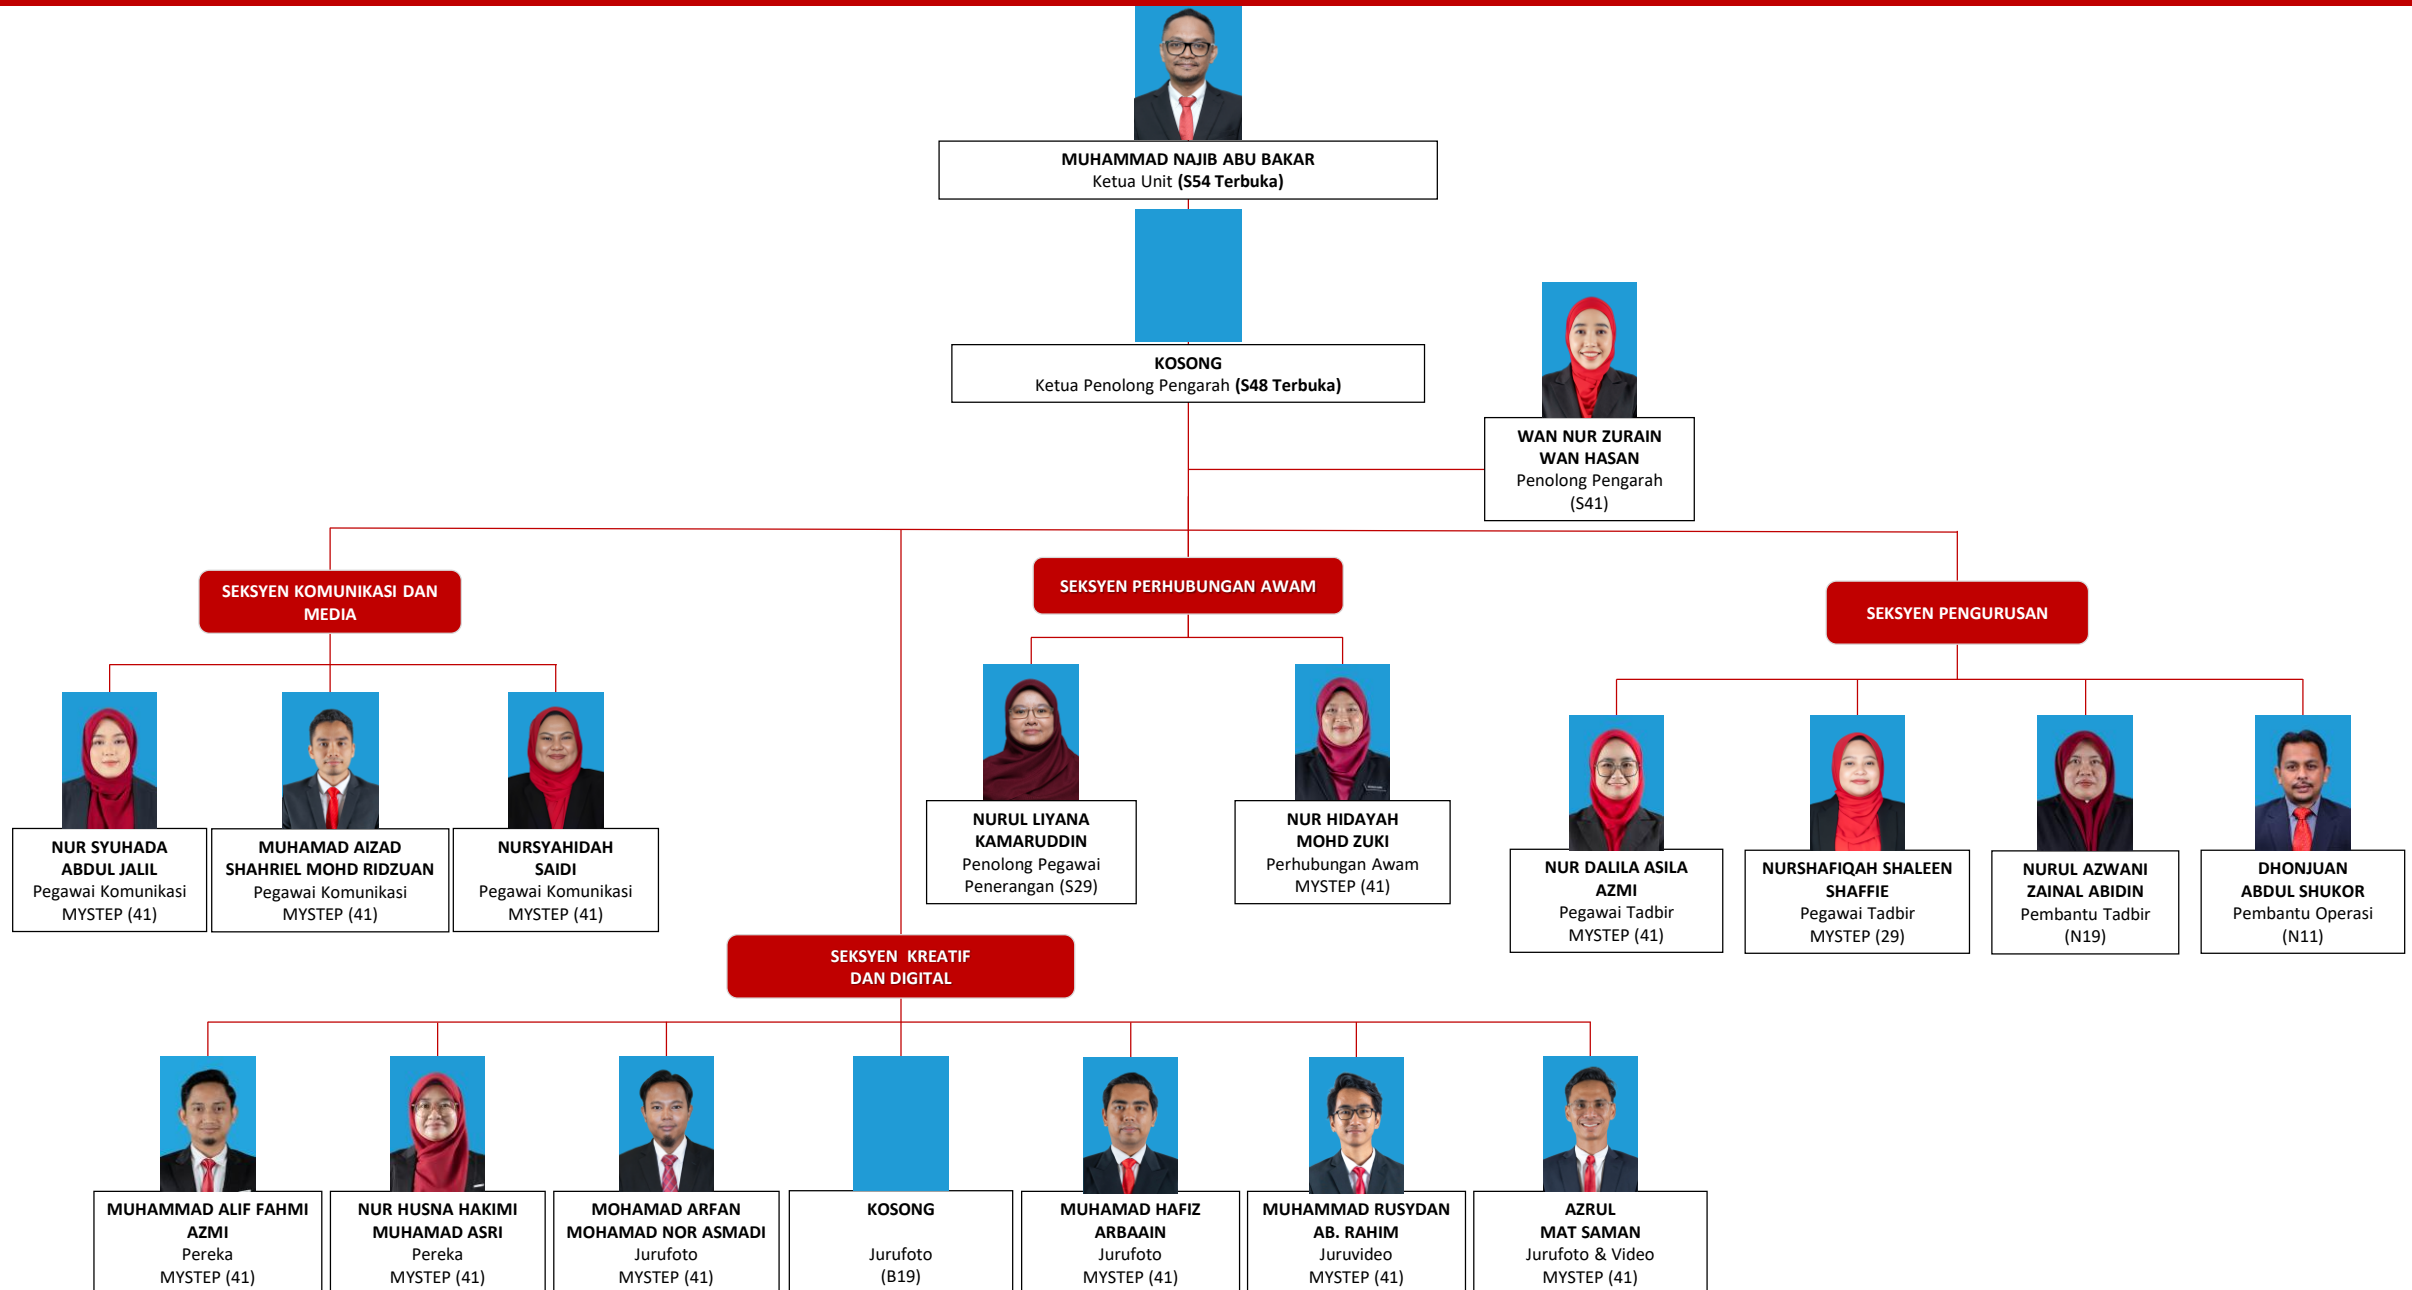 MUHAMMAD NAJIB ABU BAKAR
Ketua Unit (S54 Terbuka)
KOSONG
Ketua Penolong Pengarah (S48 Terbuka)
WAN NUR ZURAIN
WAN HASAN
Penolong Pengarah
(S41)
SEKSYEN KOMUNIKASI DAN
MEDIA
SEKSYEN PERHUBUNGAN AWAM
SEKSYEN PENGURUSAN
NUR SYUHADA
ABDUL JALIL
Pegawai Komunikasi
MYSTEP (41)
MUHAMAD AIZAD
SHAHRIEL MOHD RIDZUAN
Pegawai Komunikasi
MYSTEP (41)
NURSYAHIDAH
SAIDI
Pegawai Komunikasi
MYSTEP (41)
NURUL LIYANA
KAMARUDDIN
Penolong Pegawai
Penerangan (S29)
NUR HIDAYAH
MOHD ZUKI
Perhubungan Awam
MYSTEP (41)
NUR DALILA ASILA
AZMI
Pegawai Tadbir
MYSTEP (41)
NURSHAFIQAH SHALEEN
SHAFFIE
Pegawai Tadbir
MYSTEP (29)
NURUL AZWANI
ZAINAL ABIDIN
Pembantu Tadbir
(N19)
DHONJUAN
ABDUL SHUKOR
Pembantu Operasi
(N11)
SEKSYEN KREATIF
DAN DIGITAL
MUHAMMAD ALIF FAHMI
AZMI
Pereka
MYSTEP (41)
NUR HUSNA HAKIMI
MUHAMAD ASRI
Pereka
MYSTEP (41)
MOHAMAD ARFAN
MOHAMAD NOR ASMADI
Jurufoto
MYSTEP (41)
KOSONG
Jurufoto
(B19)
MUHAMAD HAFIZ
ARBAAIN
Jurufoto
MYSTEP (41)
MUHAMMAD RUSYDAN
AB. RAHIM
Juruvideo
MYSTEP (41)
AZRUL
MAT SAMAN
Jurufoto & Video
MYSTEP (41)